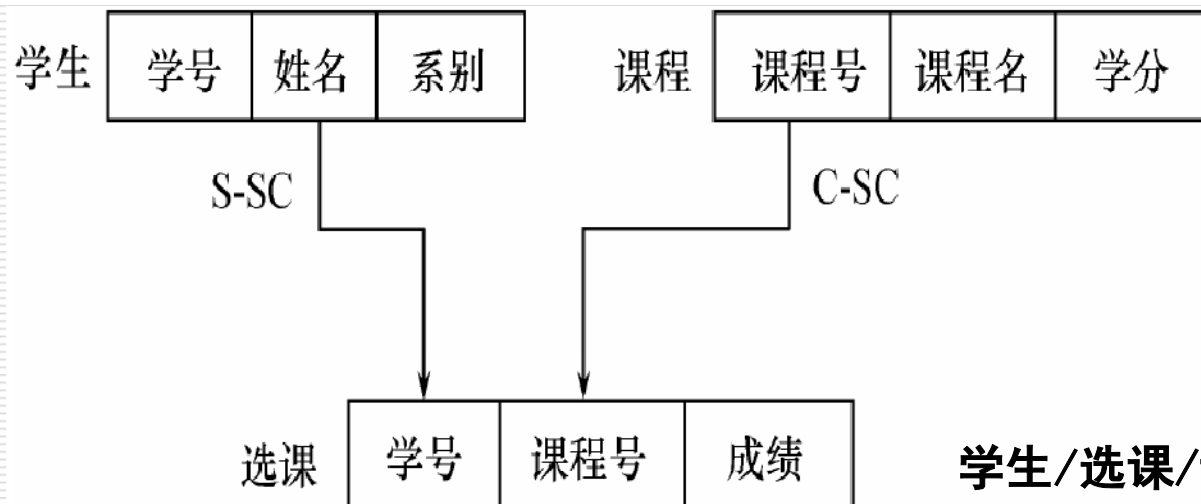 学生 学号 姓名 系别 课程 课程号 课程名 学分
S-SC C-SC
选课 学号 课程号 成绩
学生/选课/